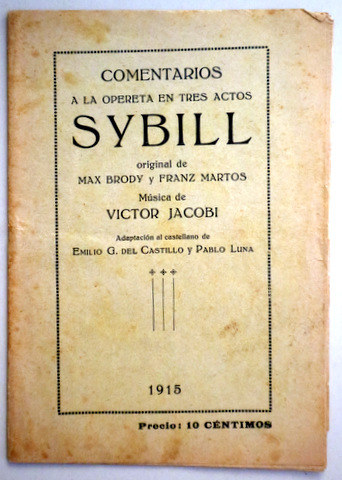 COMENTARIOS
A LA OPERETA EN TRES ACTOS
SYBILL
original de
MAX BRODY y FRANZ MARTOS
Música de
VICTOR JACOBI
Adaptación al castellano de
EMILIO G. DEL CASTILLO Y PABLO LUNA
1915
Precio: 10 CÉNTIMOS